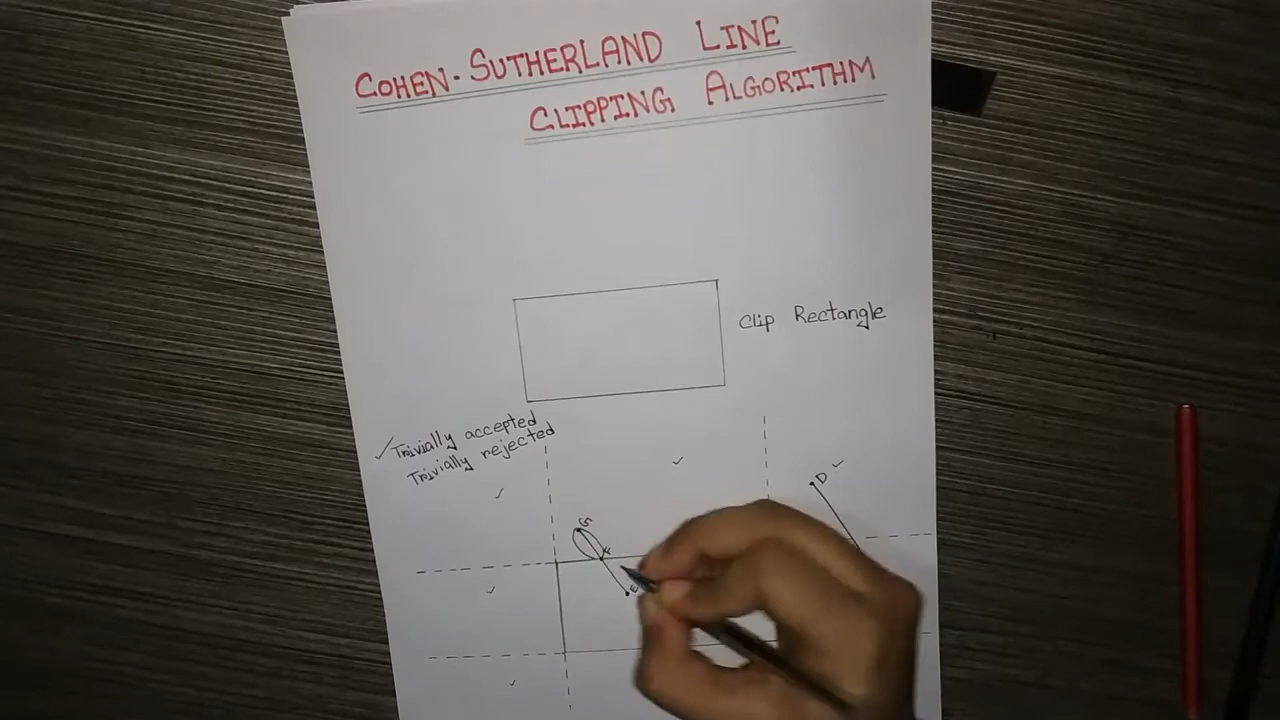 COHEN-SUTHERLAND LINE
CLIPPING ALGORITHM
Clip Rectangle
Trivially accepted
Trivially rejected
D
G
F
E